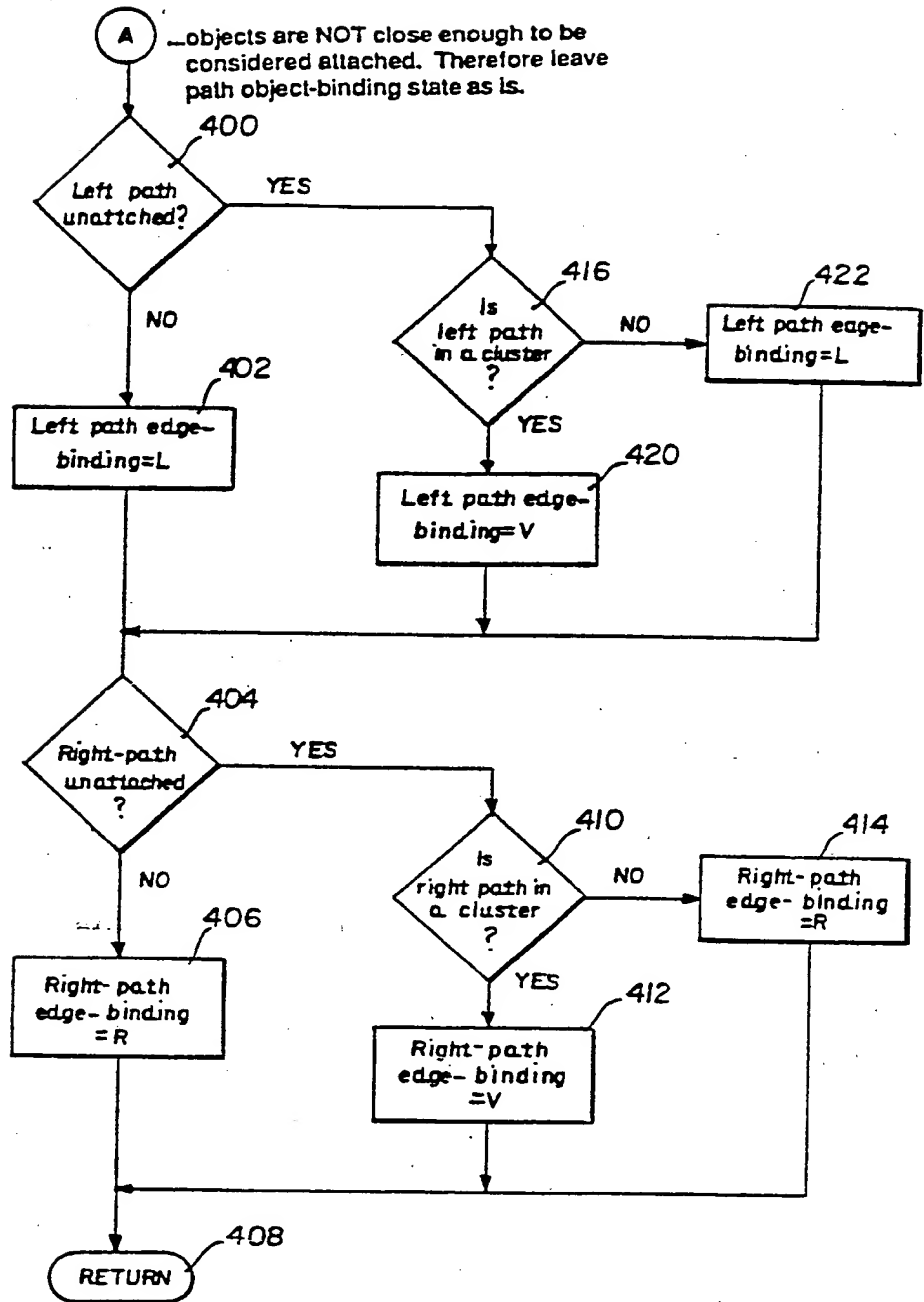 A
...objects are NOT close enough to be
considered attached. Therefore leave
path object-binding state as is.
400
Left path
unattched?
YES
NO
416
Is
left path
in a cluster
?
NO
YES
422
Left path eage-
binding=L
402
Left path edge-
binding=L
420
Left path edge-
binding=V
404
Right-path
unattached
?
YES
NO
410
Is
right path in
a cluster
?
NO
YES
414
Right-path
edge-binding
=R
406
Right-path
edge-binding
=R
412
Right-path
edge-binding
=V
408
RETURN